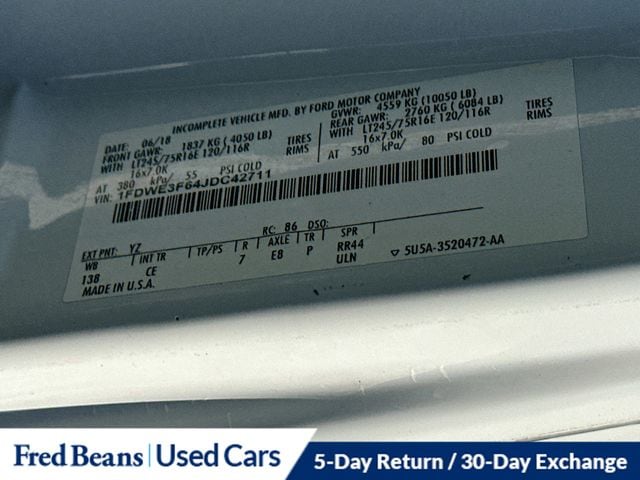 INCOMPLETE VEHICLE MFD. BY FORD MOTOR COMPANY
DATE: 06/18 GVWR: 4559 KG (10050 LB)
FRONT GAWR: 1837 KG (4050 LB) REAR GAWR: 2760 KG (6084 LB)
WITH LT245/75R16E 120/116R TIRES WITH LT245/75R16E 120/116R TIRES
16x7.0K RIMS 16x7.0K RIMS
AT 380 kPa/ 55 PSI COLD AT 550 kPa/ 80 PSI COLD
VIN: 1FDWE3F64JDC42711
EXT PNT: YZ RC: 86 DSO:
WB INT TR TP/PS R AXLE TR SPR
138 CE 7 E8 P RR44
MADE IN U.S.A. ULN ▽ 5U5A-3520472-AA
Fred Beans | Used Cars
5-Day Return / 30-Day Exchange